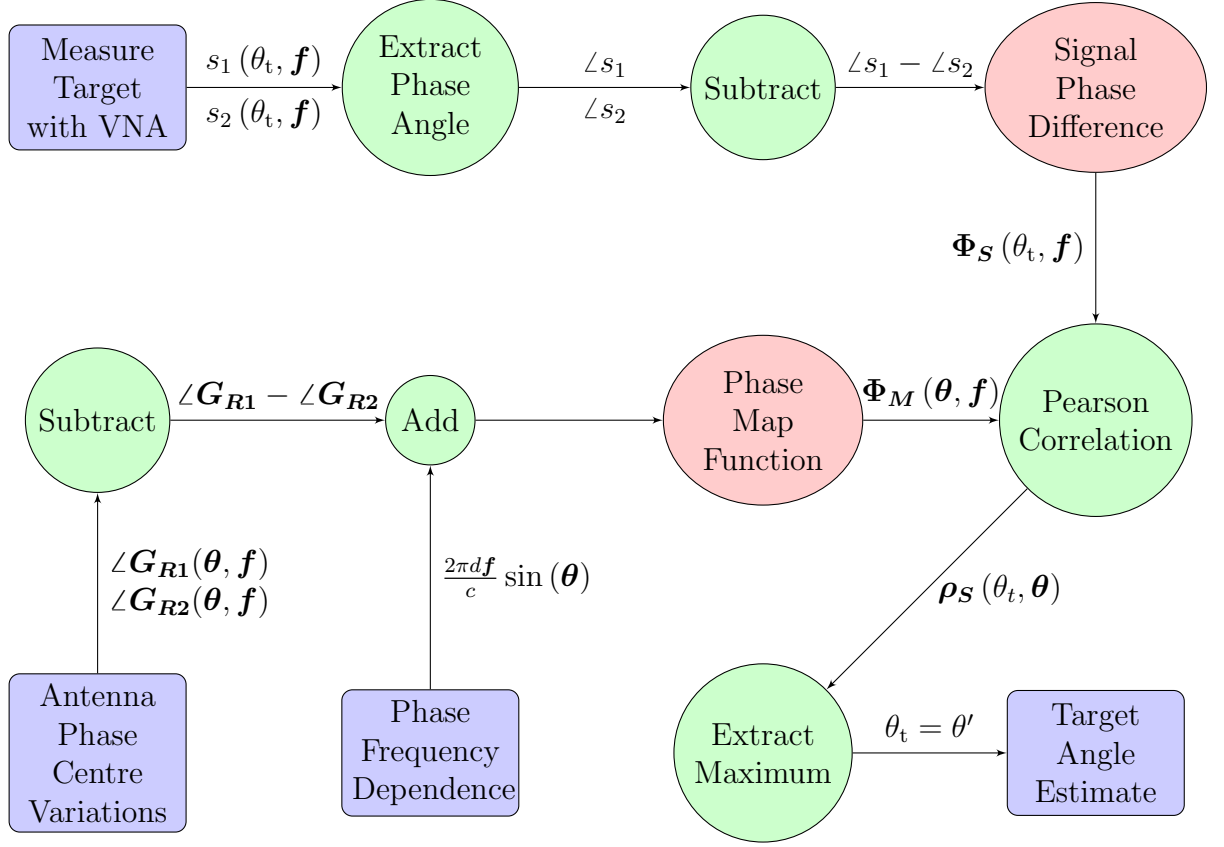 Measure
Target
with VNA
s₁ (θₜ, f)
s₂ (θₜ, f)
Extract
Phase
Angle
∠s₁
∠s₂
Subtract
∠s₁ − ∠s₂
Signal
Phase
Difference
Φ_S (θₜ, f)
Subtract
∠G_R1 − ∠G_R2
Add
Phase
Map
Function
Φ_M (θ, f)
Pearson
Correlation
∠G_R1(θ, f)
∠G_R2(θ, f)
2πdf/c sin (θ)
ρ_S (θₜ, θ)
Antenna
Phase
Centre
Variations
Phase
Frequency
Dependence
Extract
Maximum
θₜ = θ′
Target
Angle
Estimate